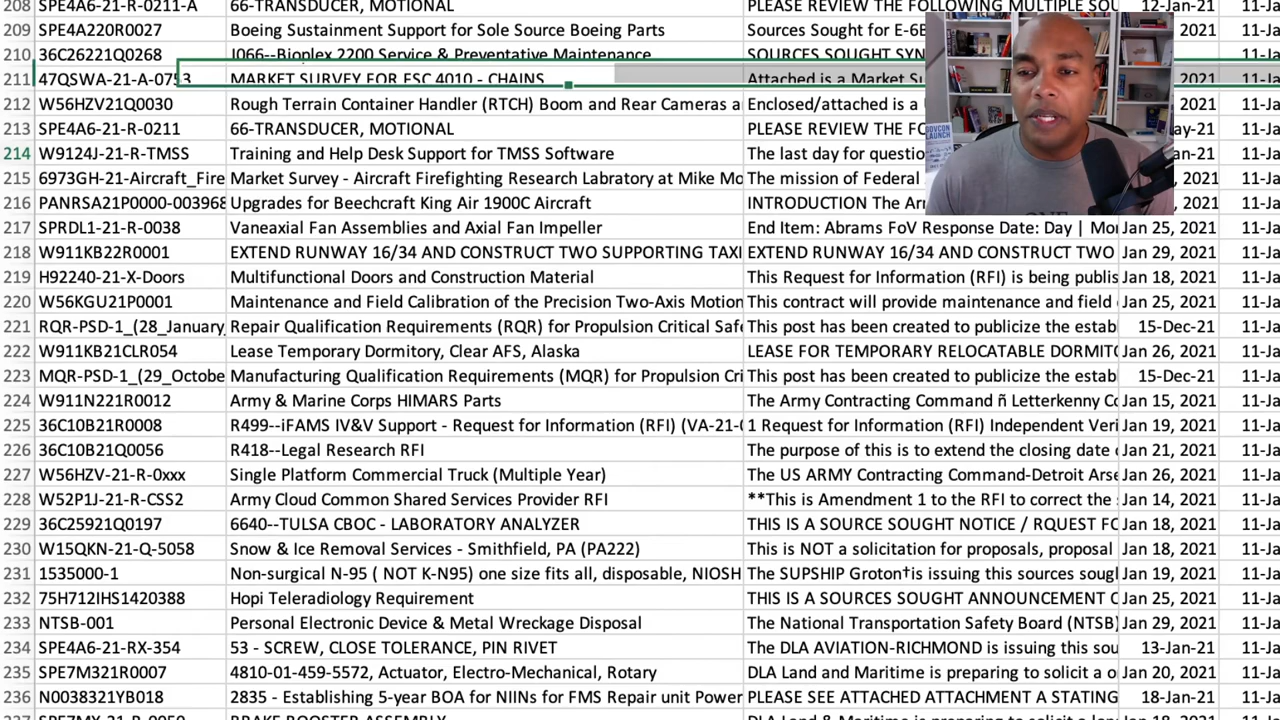 208 SPE4A6-21-R-0211-A 66-TRANSDUCER, MOTIONAL PLEASE REVIEW THE FOLLOWING MULTIPLE SOU 12-Jan-21 11-Ja
209 SPE4A220R0027 Boeing Sustainment Support for Sole Source Boeing Parts Sources Sought for E-6B
210 36C26221Q0268 J066--Bioplex 2200 Service & Preventative Maintenance SOURCES SOUGHT SYN 2021 11-Ja
211 47QSWA-21-A-0753 MARKET SURVEY FOR FSC 4010 - CHAINS Attached is a Market Su 2021 11-Ja
212 W56HZV21Q0030 Rough Terrain Container Handler (RTCH) Boom and Rear Cameras a Enclosed/attached is a 2021 11-Ja
213 SPE4A6-21-R-0211 66-TRANSDUCER, MOTIONAL PLEASE REVIEW THE FO ay-21 11-Ja
214 W9124J-21-R-TMSS Training and Help Desk Support for TMSS Software The last day for questio an-21 11-Ja
215 6973GH-21-Aircraft_Fire Market Survey - Aircraft Firefighting Research Labratory at Mike Mo The mission of Federal , 2021 11-Ja
216 PANRSA21P0000-003968 Upgrades for Beechcraft King Air 1900C Aircraft INTRODUCTION The Arr , 2021 11-Ja
217 SPRDL1-21-R-0038 Vaneaxial Fan Assemblies and Axial Fan Impeller End Item: Abrams FoV Response Date: Day | Mon Jan 25, 2021 11-Ja
218 W911KB22R0001 EXTEND RUNWAY 16/34 AND CONSTRUCT TWO SUPPORTING TAXI EXTEND RUNWAY 16/34 AND CONSTRUCT TWO Jan 29, 2021 11-Ja
219 H92240-21-X-Doors Multifunctional Doors and Construction Material This Request for Information (RFI) is being publis Jan 18, 2021 11-Ja
220 W56KGU21P0001 Maintenance and Field Calibration of the Precision Two-Axis Motion This contract will provide maintenance and field Jan 25, 2021 11-Ja
221 RQR-PSD-1_(28_January_ Repair Qualification Requirements (RQR) for Propulsion Critical Safe This post has been created to publicize the estab 15-Dec-21 11-Ja
222 W911KB21CLR054 Lease Temporary Dormitory, Clear AFS, Alaska LEASE FOR TEMPORARY RELOCATABLE DORMITO Jan 26, 2021 11-Ja
223 MQR-PSD-1_(29_Octobe Manufacturing Qualification Requirements (MQR) for Propulsion Cri This post has been created to publicize the estab 15-Dec-21 11-Ja
224 W911N221R0012 Army & Marine Corps HIMARS Parts The Army Contracting Command ñ Letterkenny Co Jan 15, 2021 11-Ja
225 36C10B21R0008 R499--iFAMS IV&V Support - Request for Information (RFI) (VA-21-0 1 Request for Information (RFI) Independent Veri Jan 19, 2021 11-Ja
226 36C10B21Q0056 R418--Legal Research RFI The purpose of this is to extend the closing date o Jan 21, 2021 11-Ja
227 W56HZV-21-R-0xxx Single Platform Commercial Truck (Multiple Year) The US ARMY Contracting Command-Detroit Arse Jan 26, 2021 11-Ja
228 W52P1J-21-R-CSS2 Army Cloud Common Shared Services Provider RFI **This is Amendment 1 to the RFI to correct the Jan 14, 2021 11-Ja
229 36C25921Q0197 6640--TULSA CBOC - LABORATORY ANALYZER THIS IS A SOURCE SOUGHT NOTICE / RQUEST FO Jan 18, 2021 11-Ja
230 W15QKN-21-Q-5058 Snow & Ice Removal Services - Smithfield, PA (PA222) This is NOT a solicitation for proposals, proposal Jan 18, 2021 11-Ja
231 1535000-1 Non-surgical N-95 ( NOT K-N95) one size fits all, disposable, NIOSH The SUPSHIP Groton†is issuing this sources sough Jan 19, 2021 11-Ja
232 75H712IHS1420388 Hopi Teleradiology Requirement THIS IS A SOURCES SOUGHT ANNOUNCEMENT O Jan 25, 2021 11-Ja
233 NTSB-001 Personal Electronic Device & Metal Wreckage Disposal The National Transportation Safety Board (NTSB) Jan 29, 2021 11-Ja
234 SPE4A6-21-RX-354 53 - SCREW, CLOSE TOLERANCE, PIN RIVET The DLA AVIATION-RICHMOND is issuing this sou 13-Jan-21 11-Ja
235 SPE7M321R0007 4810-01-459-5572, Actuator, Electro-Mechanical, Rotary DLA Land and Maritime is preparing to solicit a o Jan 20, 2021 11-Ja
236 N0038321YB018 2835 - Establishing 5-year BOA for NIINs for FMS Repair unit Power PLEASE SEE ATTACHED ATTACHMENT A STATING 18-Jan-21 11-Ja
GOVCON
LAUNCH